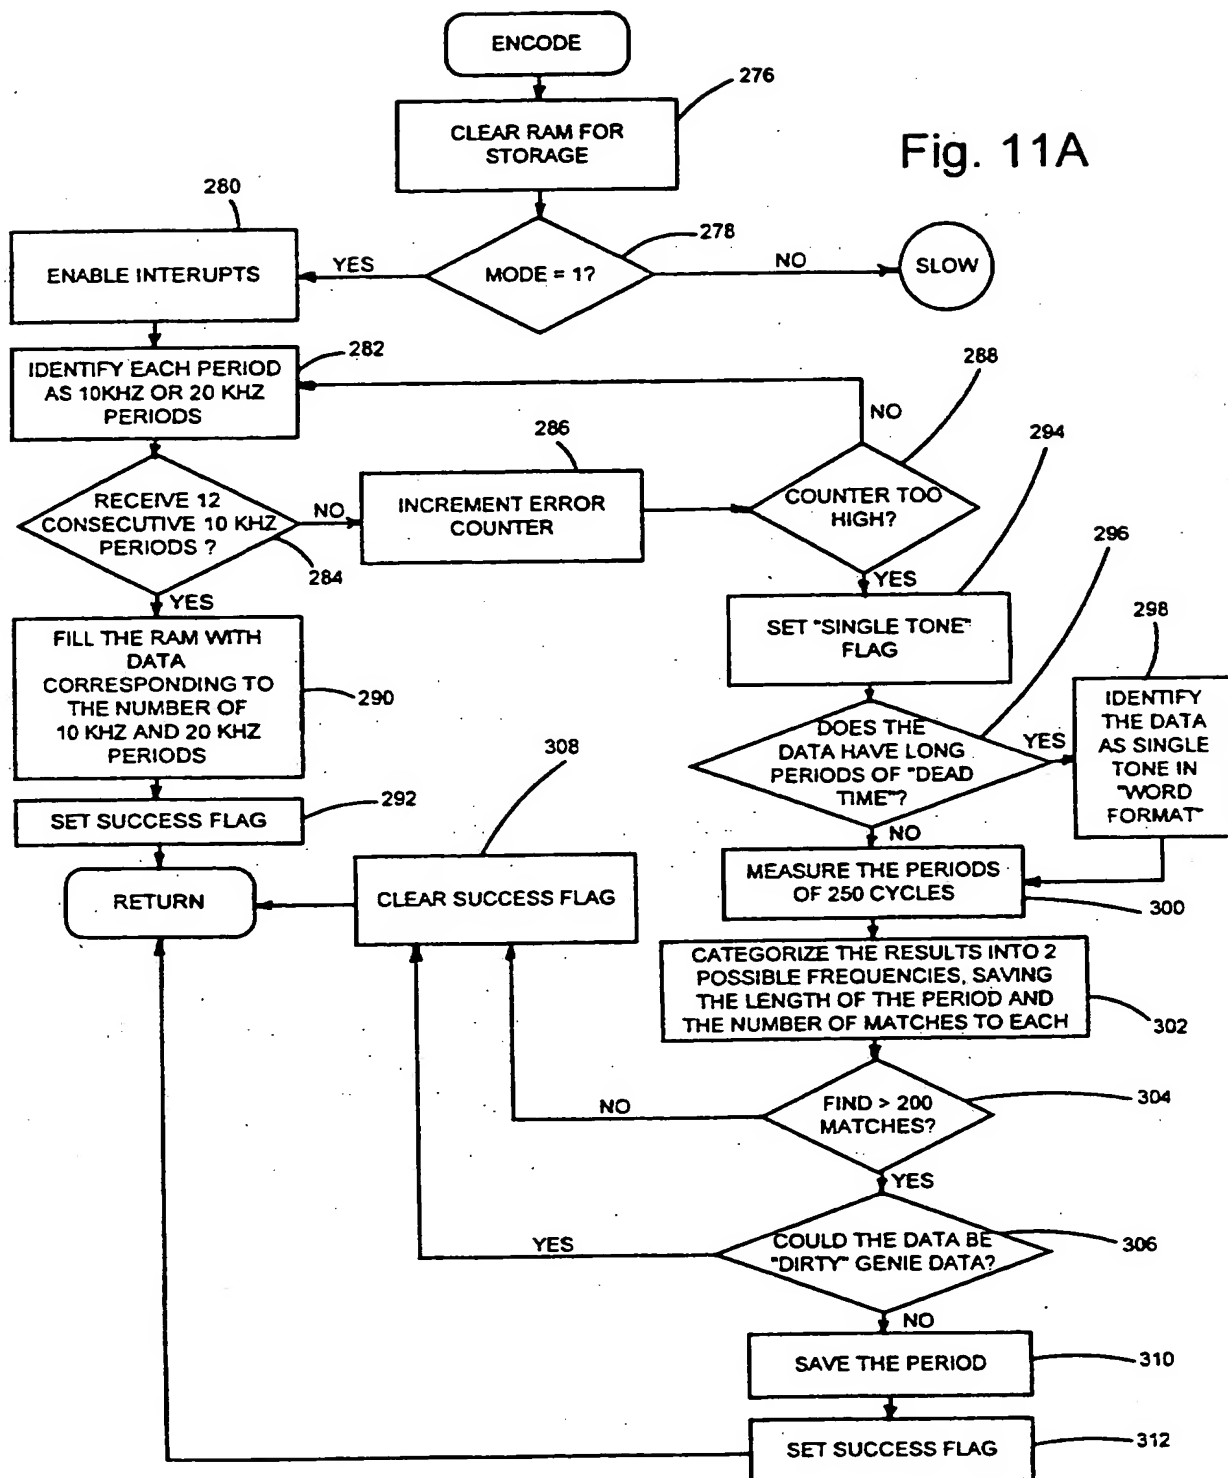 ENCODE
276
CLEAR RAM FOR
STORAGE
Fig. 11A
280
278
ENABLE INTERUPTS
YES
MODE = 1?
NO
SLOW
282
IDENTIFY EACH PERIOD
AS 10KHZ OR 20 KHZ
PERIODS
288
NO
286
294
RECEIVE 12
CONSECUTIVE 10 KHZ
PERIODS ?
NO
INCREMENT ERROR
COUNTER
COUNTER TOO
HIGH?
284
296
YES
YES
FILL THE RAM WITH
DATA
CORRESPONDING TO
THE NUMBER OF
10 KHZ AND 20 KHZ
PERIODS
290
SET "SINGLE TONE"
FLAG
298
DOES THE
DATA HAVE LONG
PERIODS OF "DEAD
TIME"?
YES
IDENTIFY
THE DATA
AS SINGLE
TONE IN
"WORD
FORMAT"
308
292
SET SUCCESS FLAG
NO
RETURN
CLEAR SUCCESS FLAG
MEASURE THE PERIODS
OF 250 CYCLES
300
CATEGORIZE THE RESULTS INTO 2
POSSIBLE FREQUENCIES, SAVING
THE LENGTH OF THE PERIOD AND
THE NUMBER OF MATCHES TO EACH
302
NO
FIND > 200
MATCHES?
304
YES
YES
COULD THE DATA BE
"DIRTY" GENIE DATA?
306
NO
SAVE THE PERIOD
310
SET SUCCESS FLAG
312